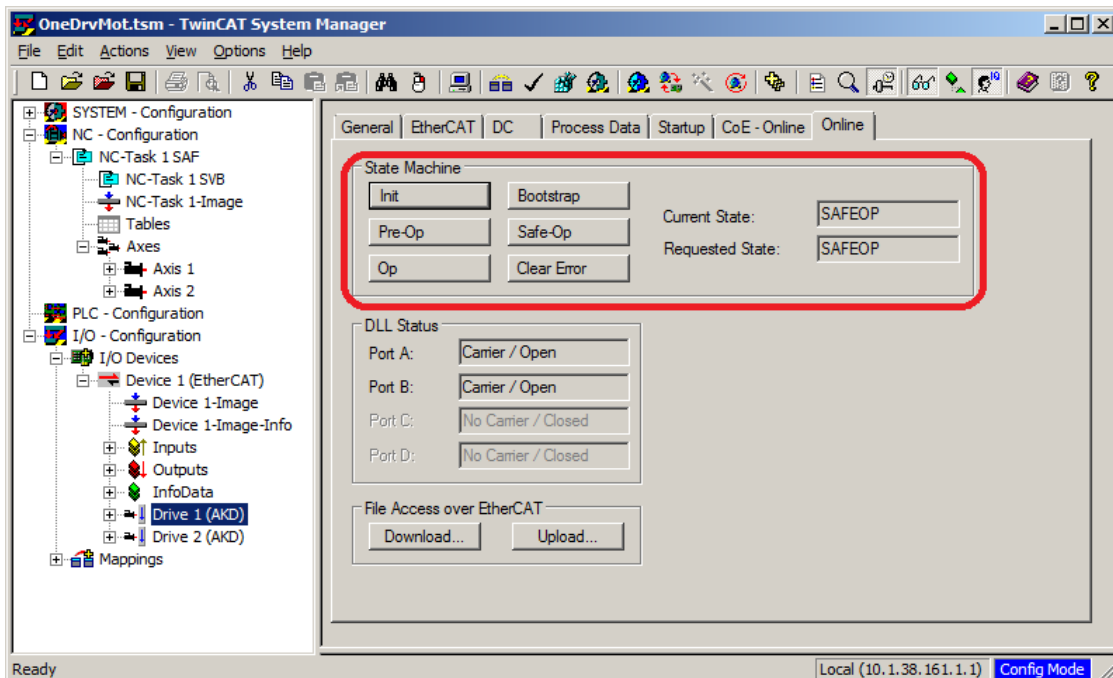 OneDrvMot.tsm - TwinCAT System Manager
File Edit Actions View Options Help
SYSTEM - Configuration
NC - Configuration
NC-Task 1 SAF
NC-Task 1 SVB
NC-Task 1-Image
Tables
Axes
Axis 1
Axis 2
PLC - Configuration
I/O - Configuration
I/O Devices
Device 1 (EtherCAT)
Device 1-Image
Device 1-Image-Info
Inputs
Outputs
InfoData
Drive 1 (AKD)
Drive 2 (AKD)
Mappings
General EtherCAT DC Process Data Startup CoE - Online Online
State Machine
Init Bootstrap
Pre-Op Safe-Op
Op Clear Error
Current State: SAFEOP
Requested State: SAFEOP
DLL Status
Port A: Carrier / Open
Port B: Carrier / Open
Port C: No Carrier / Closed
Port D: No Carrier / Closed
File Access over EtherCAT
Download... Upload...
Ready Local (10.1.38.161.1.1) Config Mode